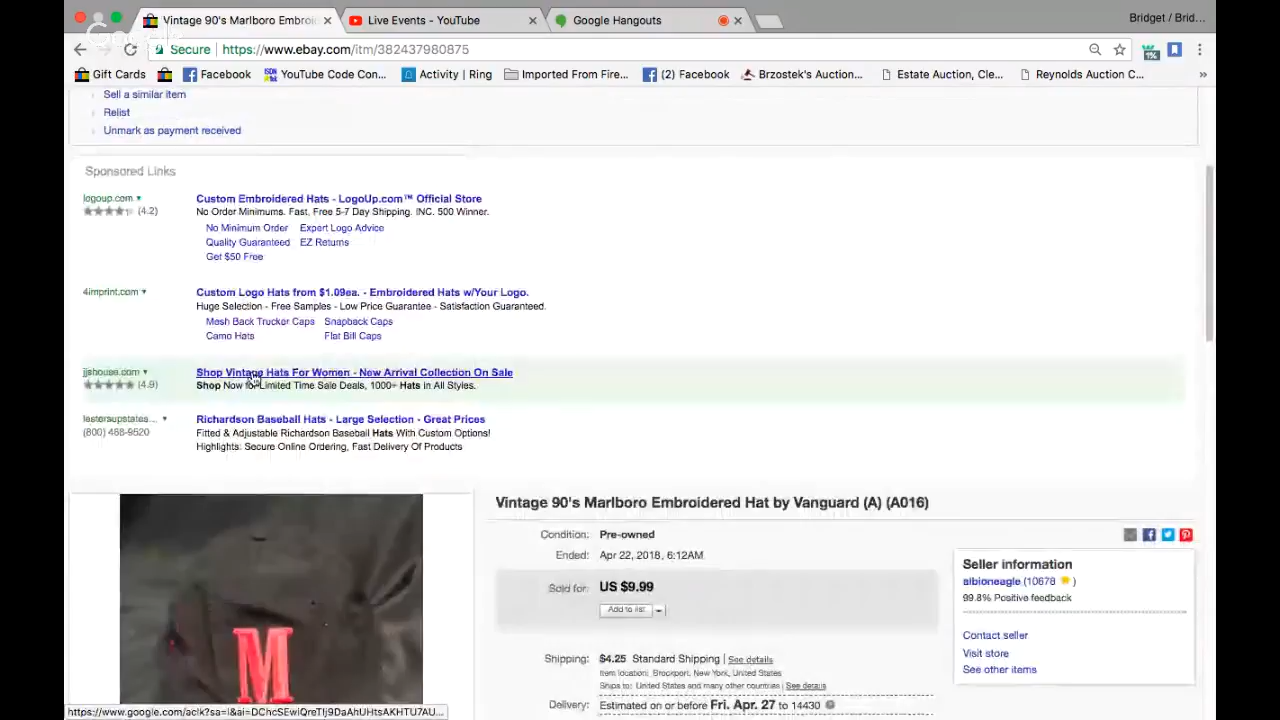 Vintage 90's Marlboro Embroi
Live Events - YouTube
Google Hangouts
Bridget / Brid...
Secure https://www.ebay.com/itm/382437980875
Gift Cards Facebook YouTube Code Con... Activity | Ring Imported From Fire... (2) Facebook Brzostek's Auction... Estate Auction, Cle... Reynolds Auction C... »
Sell a similar item
Relist
Unmark as payment received
Sponsored Links
logoup.com
(4.2)
Custom Embroidered Hats - LogoUp.com™ Official Store
No Order Minimums. Fast, Free 5-7 Day Shipping. INC. 500 Winner.
No Minimum Order Expert Logo Advice
Quality Guaranteed EZ Returns
Get $50 Free
4imprint.com
Custom Logo Hats from $1.09ea. - Embroidered Hats w/Your Logo.
Huge Selection - Free Samples - Low Price Guarantee - Satisfaction Guaranteed.
Mesh Back Trucker Caps Snapback Caps
Camo Hats Flat Bill Caps
jjshouse.com
(4.9)
Shop Vintage Hats For Women - New Arrival Collection On Sale
Shop Now for Limited Time Sale Deals, 1000+ Hats in All Styles.
lestersupstates...
(800) 468-9520
Richardson Baseball Hats - Large Selection - Great Prices
Fitted & Adjustable Richardson Baseball Hats With Custom Options!
Highlights: Secure Online Ordering, Fast Delivery Of Products
M
Vintage 90's Marlboro Embroidered Hat by Vanguard (A) (A016)
Condition: Pre-owned
Ended: Apr 22, 2018, 6:12AM
Sold for: US $9.99
Add to list
Shipping: $4.25 Standard Shipping | See details
Item location: Brockport, New York, United States
Ships to: United States and many other countries | See details
Delivery: Estimated on or before Fri. Apr. 27 to 14430
Seller information
albioneagle (10678 )
99.8% Positive feedback
Contact seller
Visit store
See other items